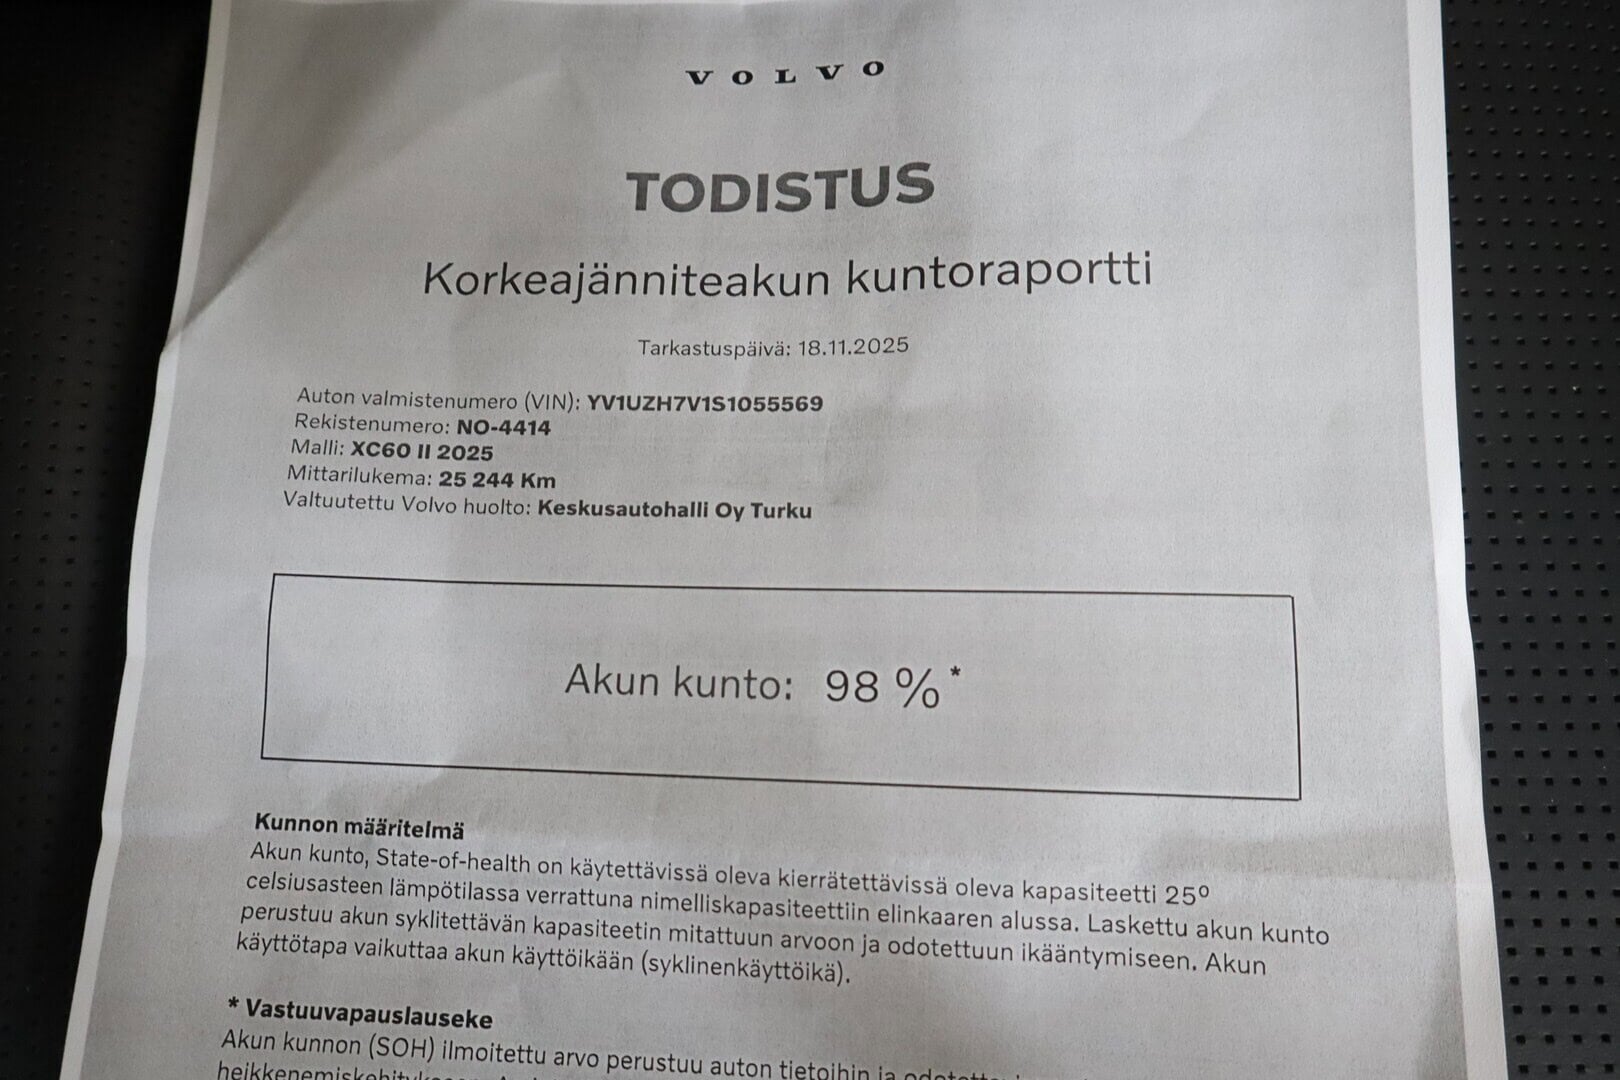 VOLVO
TODISTUS
Korkeajänniteakun kuntoraportti
Tarkastuspäivä: 18.11.2025
Auton valmistenumero (VIN): YV1UZH7V1S1055569
Rekistenumero: NO-4414
Malli: XC60 II 2025
Mittarilukema: 25 244 Km
Valtuutettu Volvo huolto: Keskusautohalli Oy Turku
Akun kunto: 98 %*
Kunnon määritelmä
Akun kunto, State-of-health on käytettävissä oleva kierrätettävissä oleva kapasiteetti 25º
celsiusasteen lämpötilassa verrattuna nimelliskapasiteettiin elinkaaren alussa. Laskettu akun kunto
perustuu akun syklitettävän kapasiteetin mitattuun arvoon ja odotettuun ikääntymiseen. Akun
käyttötapa vaikuttaa akun käyttöikään (syklinenkäyttöikä).
* Vastuuvapauslauseke
Akun kunnon (SOH) ilmoitettu arvo perustuu auton tietoihin ja